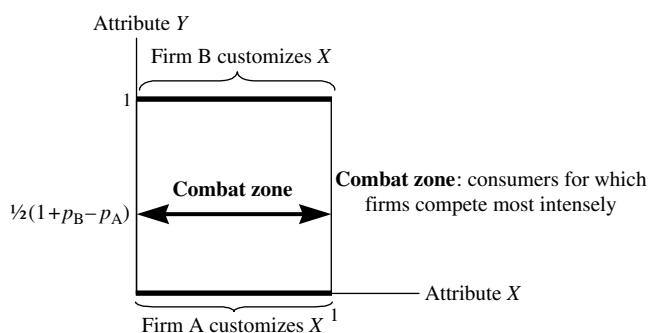 Attribute Y
Firm B customizes X
1
Combat zone
Combat zone: consumers for which
firms compete most intensely
½(1+pB−pA)
Attribute X
1
Firm A customizes X